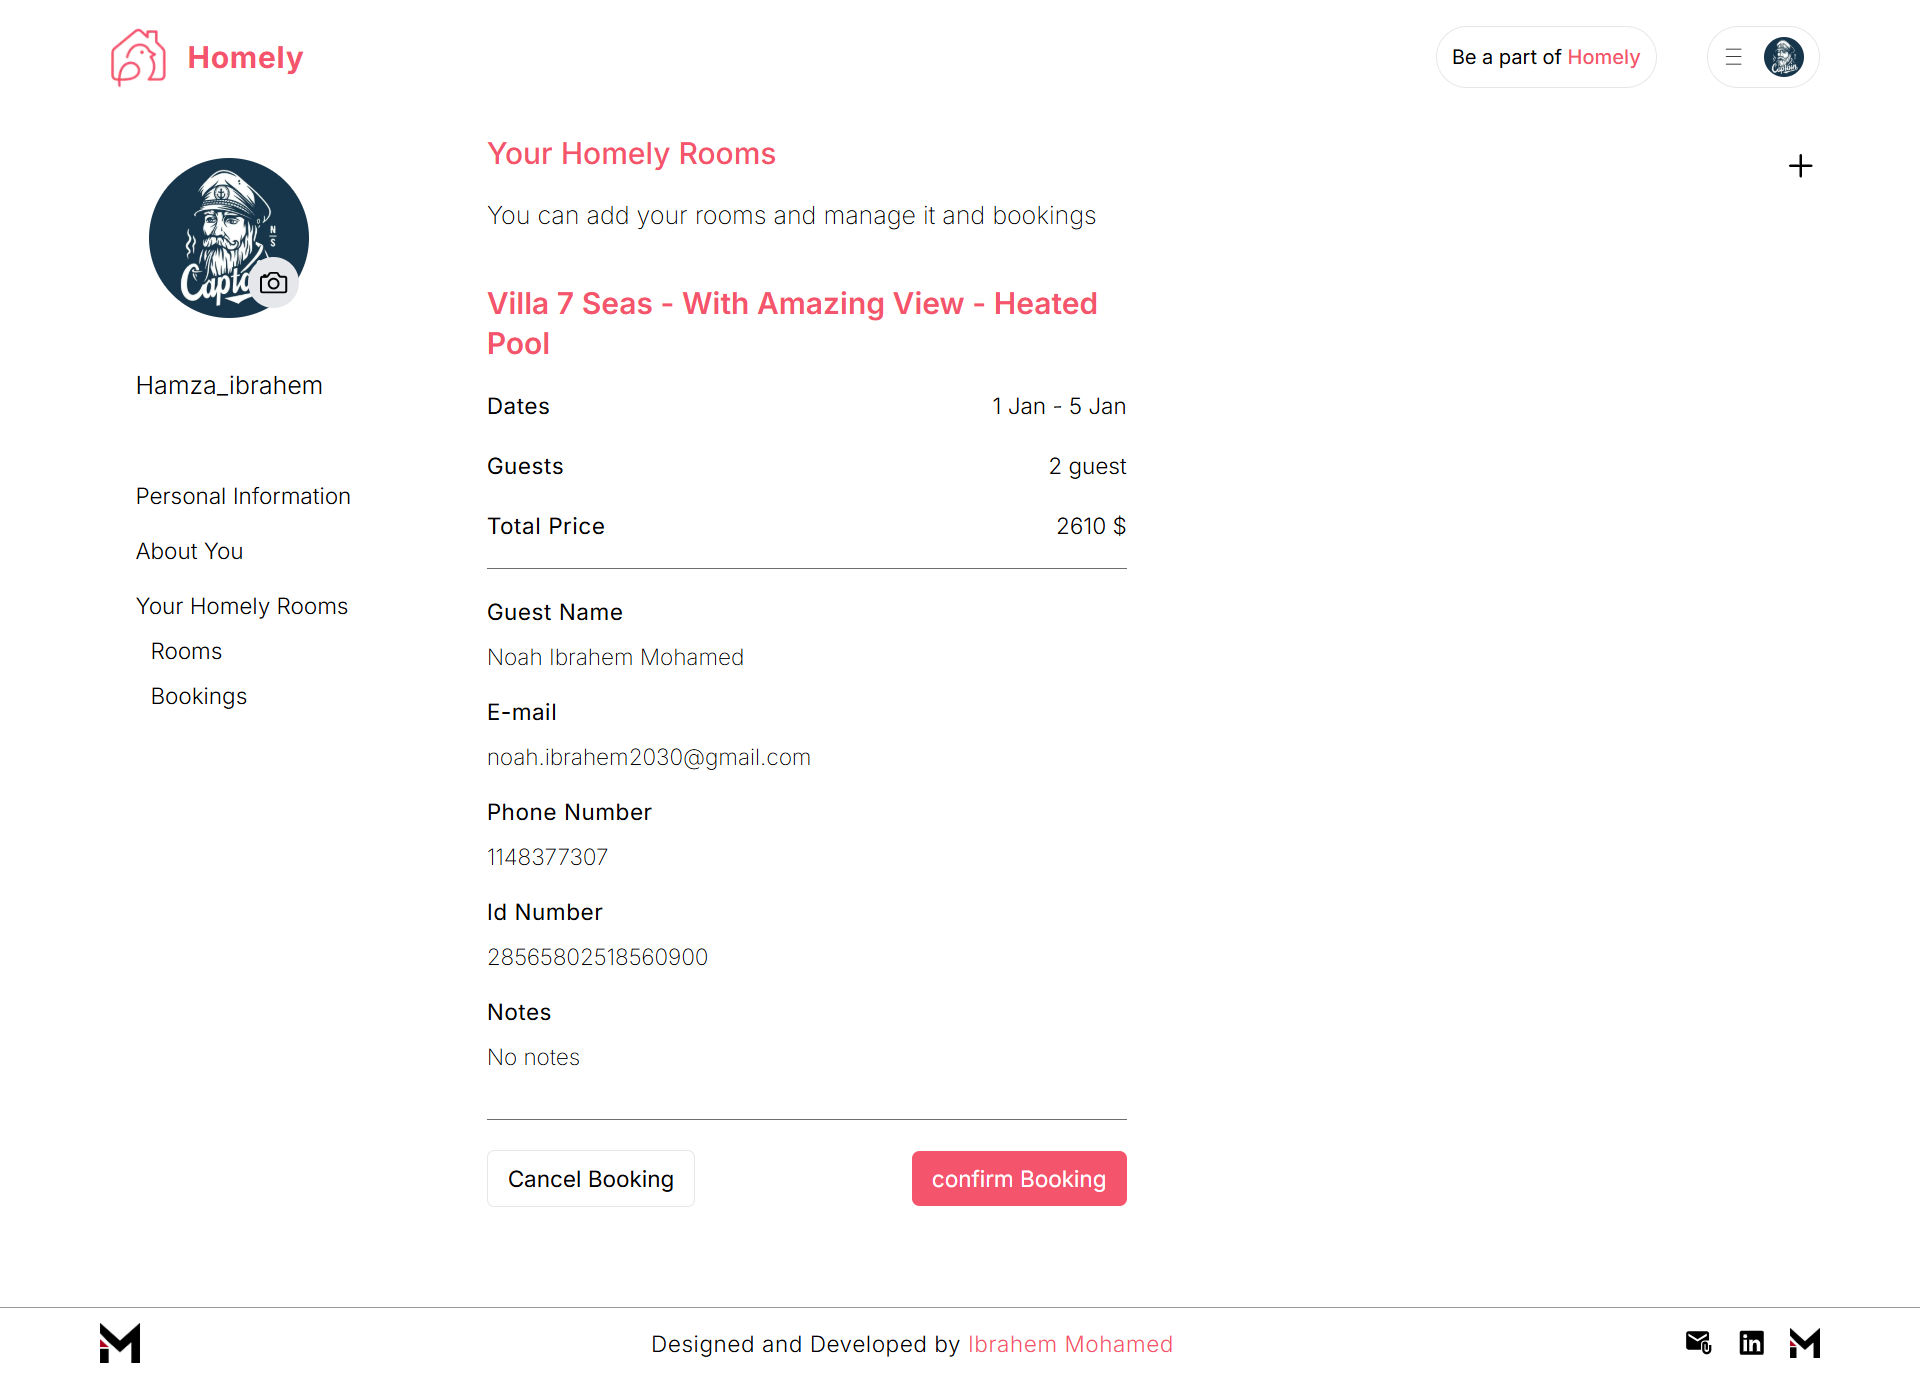 Homely
Be a part of Homely
Captain
N
S
Capta
Hamza_ibrahem
Personal Information
About You
Your Homely Rooms
Rooms
Bookings
Your Homely Rooms
You can add your rooms and manage it and bookings
Villa 7 Seas - With Amazing View - Heated
Pool
Dates 1 Jan - 5 Jan
Guests 2 guest
Total Price 2610 $
Guest Name
Noah Ibrahem Mohamed
E-mail
noah.ibrahem2030@gmail.com
Phone Number
1148377307
Id Number
28565802518560900
Notes
No notes
Cancel Booking confirm Booking
Designed and Developed by Ibrahem Mohamed